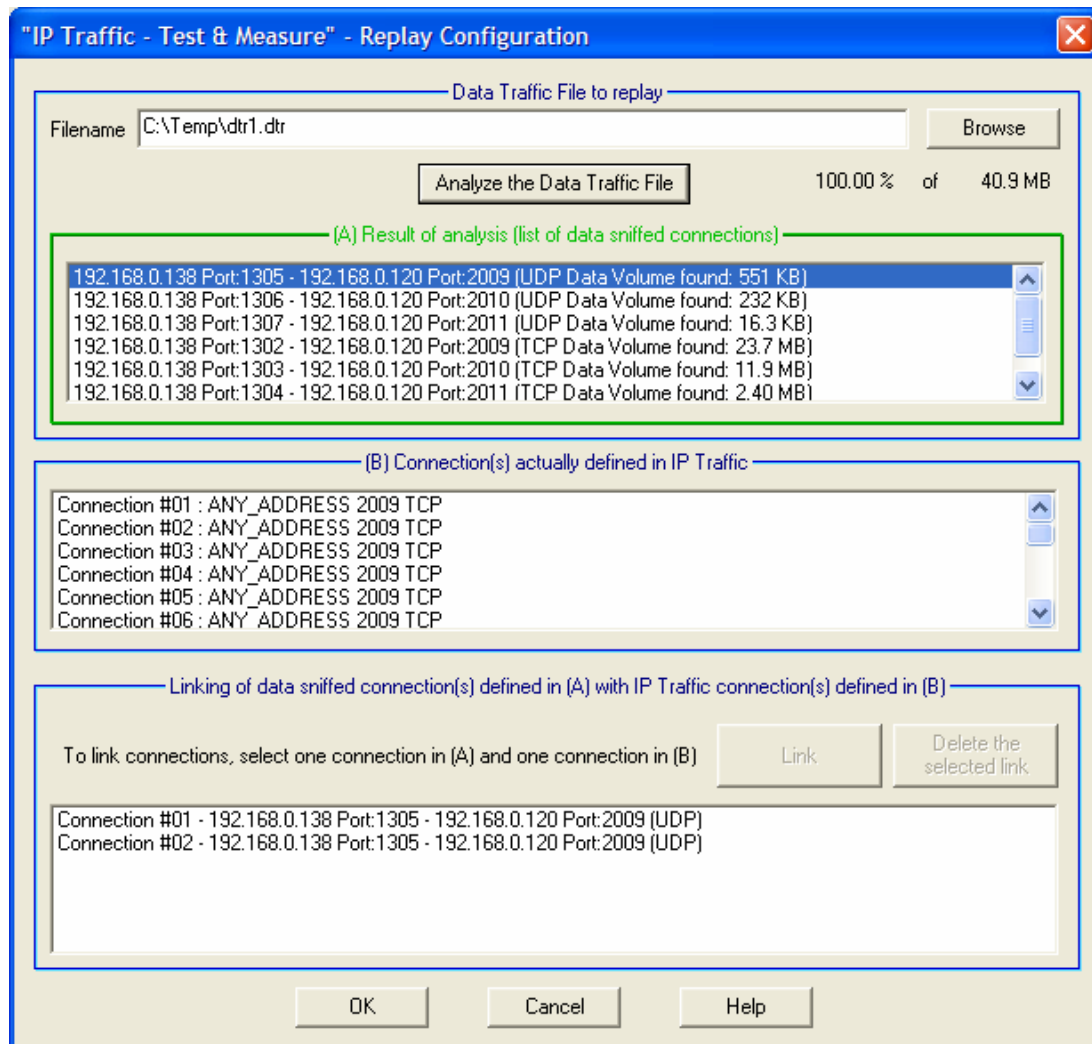 "IP Traffic - Test & Measure" - Replay Configuration
Data Traffic File to replay
Filename C:\Temp\dtr1.dtr Browse
Analyze the Data Traffic File 100.00 % of 40.9 MB
(A) Result of analysis (list of data sniffed connections)
192.168.0.138 Port:1305 - 192.168.0.120 Port:2009 (UDP Data Volume found: 551 KB)
192.168.0.138 Port:1306 - 192.168.0.120 Port:2010 (UDP Data Volume found: 232 KB)
192.168.0.138 Port:1307 - 192.168.0.120 Port:2011 (UDP Data Volume found: 16.3 KB)
192.168.0.138 Port:1302 - 192.168.0.120 Port:2009 (TCP Data Volume found: 23.7 MB)
192.168.0.138 Port:1303 - 192.168.0.120 Port:2010 (TCP Data Volume found: 11.9 MB)
192.168.0.138 Port:1304 - 192.168.0.120 Port:2011 (TCP Data Volume found: 2.40 MB)
(B) Connection(s) actually defined in IP Traffic
Connection #01 : ANY_ADDRESS 2009 TCP
Connection #02 : ANY_ADDRESS 2009 TCP
Connection #03 : ANY_ADDRESS 2009 TCP
Connection #04 : ANY_ADDRESS 2009 TCP
Connection #05 : ANY_ADDRESS 2009 TCP
Connection #06 : ANY_ADDRESS 2009 TCP
Linking of data sniffed connection(s) defined in (A) with IP Traffic connection(s) defined in (B)
To link connections, select one connection in (A) and one connection in (B) Link Delete the
selected link
Connection #01 - 192.168.0.138 Port:1305 - 192.168.0.120 Port:2009 (UDP)
Connection #02 - 192.168.0.138 Port:1305 - 192.168.0.120 Port:2009 (UDP)
OK Cancel Help